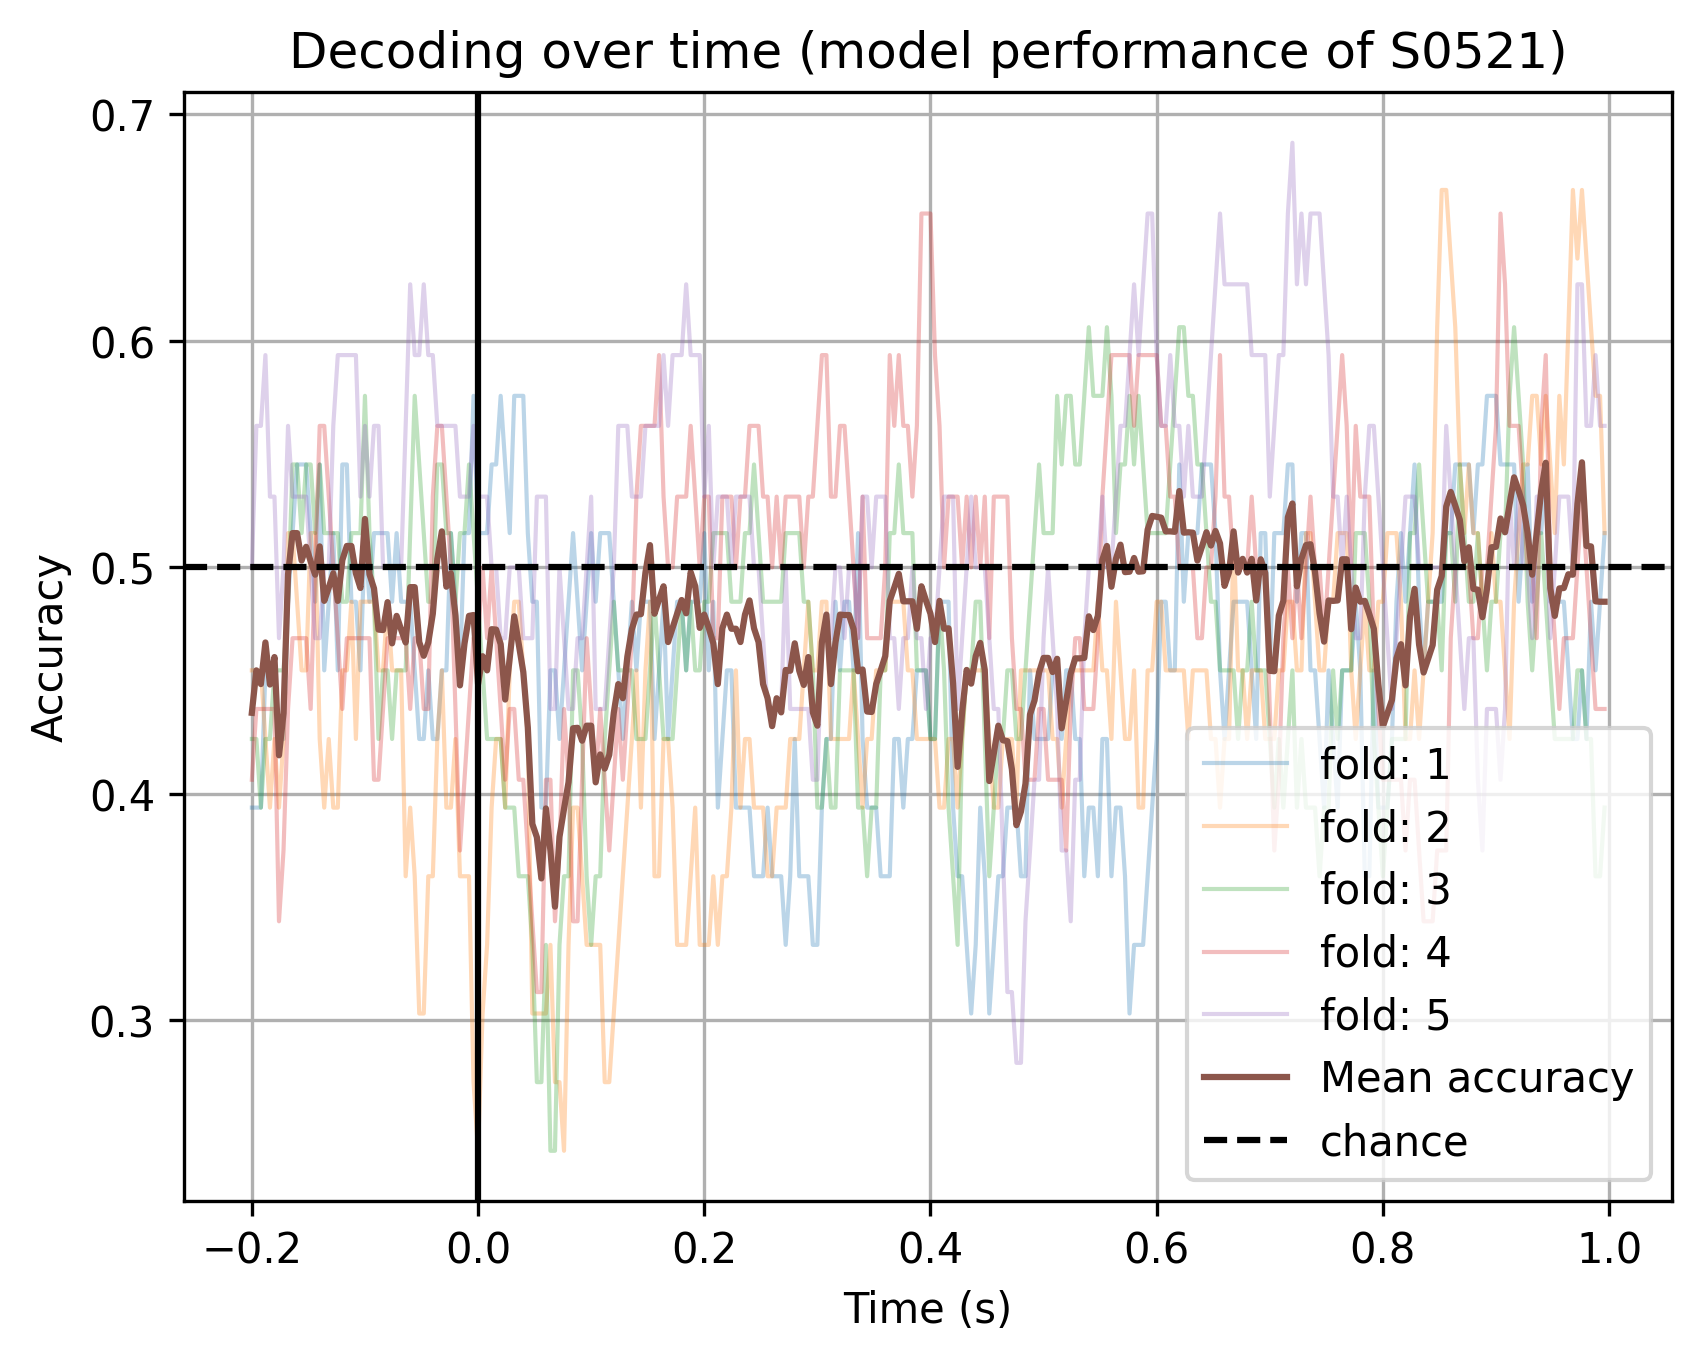 Decoding over time (model performance of S0521)
Accuracy
0.7
0.6
0.5
0.4
0.3
−0.2 0.0 0.2 0.4 0.6 0.8 1.0
Time (s)
fold: 1
fold: 2
fold: 3
fold: 4
fold: 5
Mean accuracy
chance